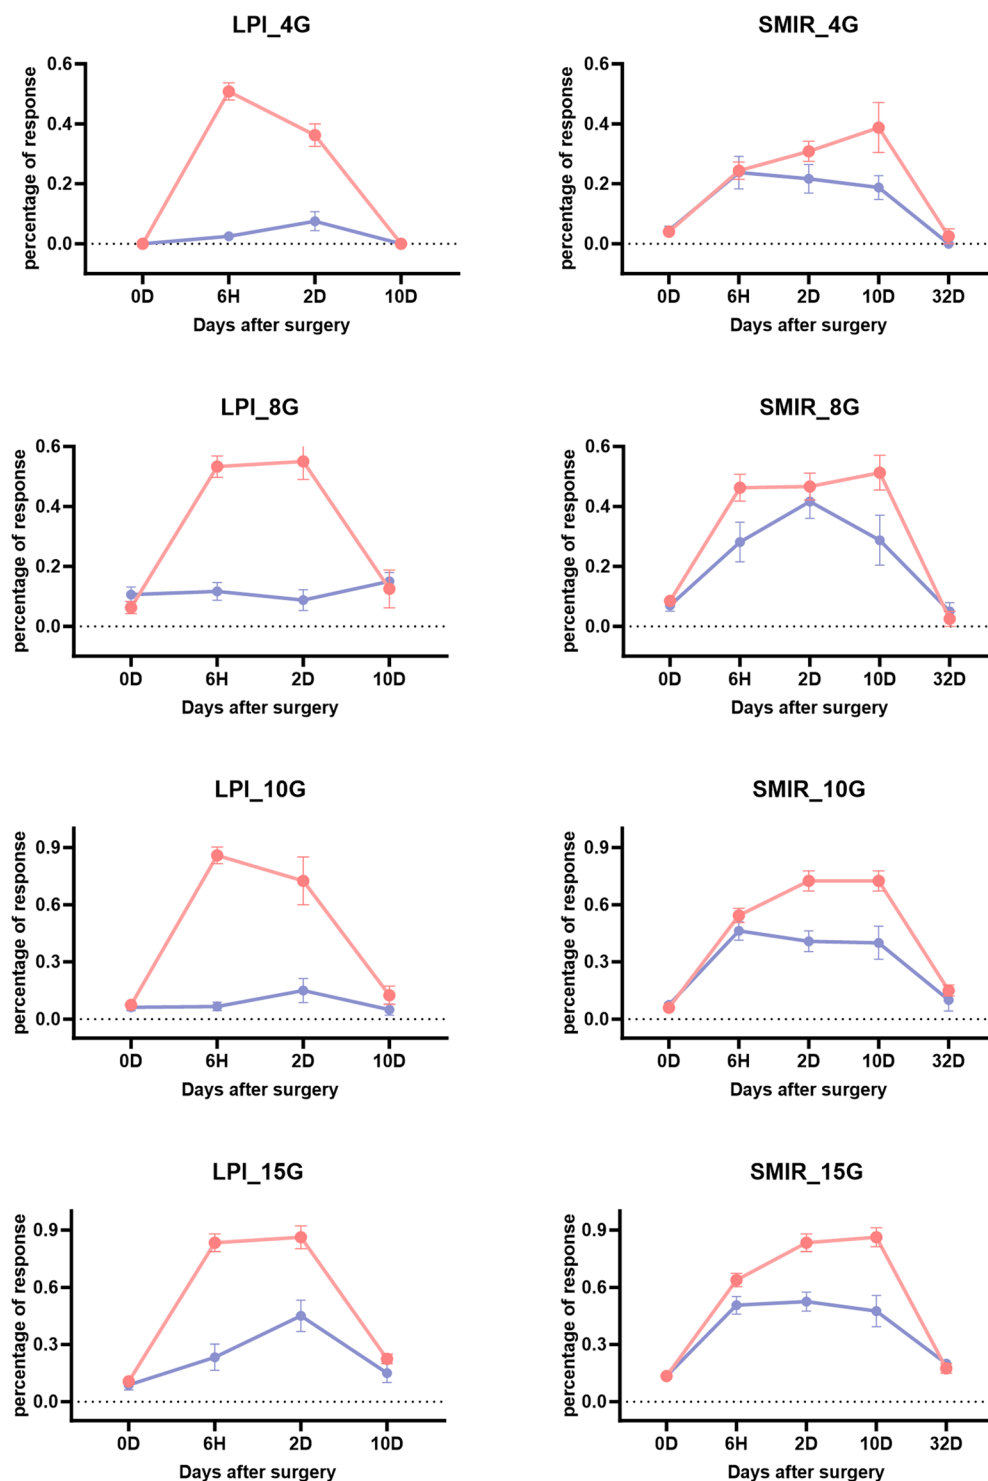 LPI_4G
percentage of response
0.6
0.4
0.2
0.0
0D 6H 2D 10D
Days after surgery
SMIR_4G
percentage of response
0.6
0.4
0.2
0.0
0D 6H 2D 10D 32D
Days after surgery
LPI_8G
percentage of response
0.6
0.4
0.2
0.0
0D 6H 2D 10D
Days after surgery
SMIR_8G
percentage of response
0.6
0.4
0.2
0.0
0D 6H 2D 10D 32D
Days after surgery
LPI_10G
percentage of response
0.9
0.6
0.3
0.0
0D 6H 2D 10D
Days after surgery
SMIR_10G
percentage of response
0.9
0.6
0.3
0.0
0D 6H 2D 10D 32D
Days after surgery
LPI_15G
percentage of response
0.9
0.6
0.3
0.0
0D 6H 2D 10D
Days after surgery
SMIR_15G
percentage of response
0.9
0.6
0.3
0.0
0D 6H 2D 10D 32D
Days after surgery